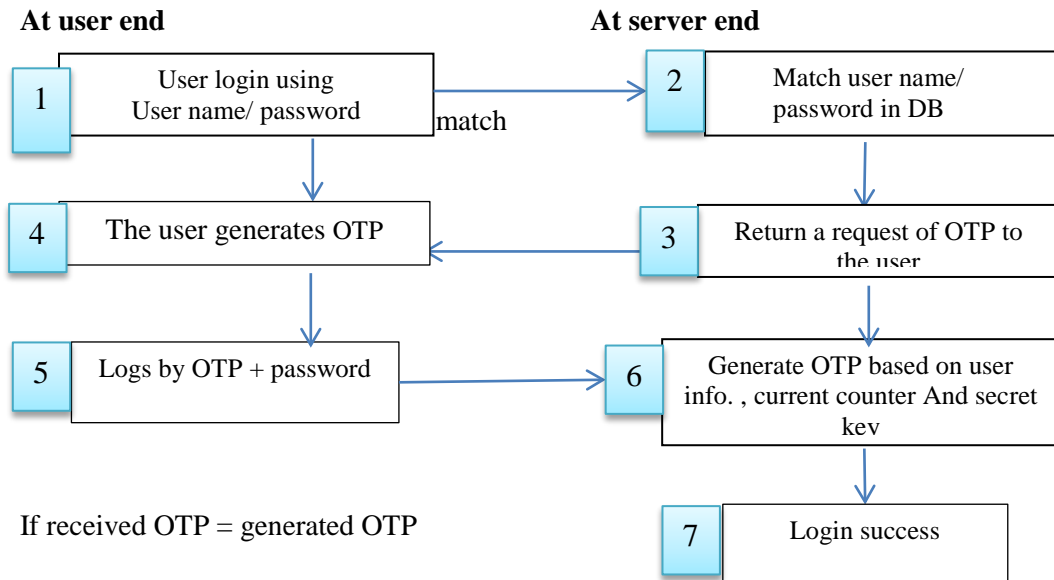 At user end
At server end
1
User login using
User name/ password
match
2
Match user name/
password in DB
4
The user generates OTP
3
Return a request of OTP to
the user
5
Logs by OTP + password
6
Generate OTP based on user
info. , current counter And secret
key
If received OTP = generated OTP
7
Login success